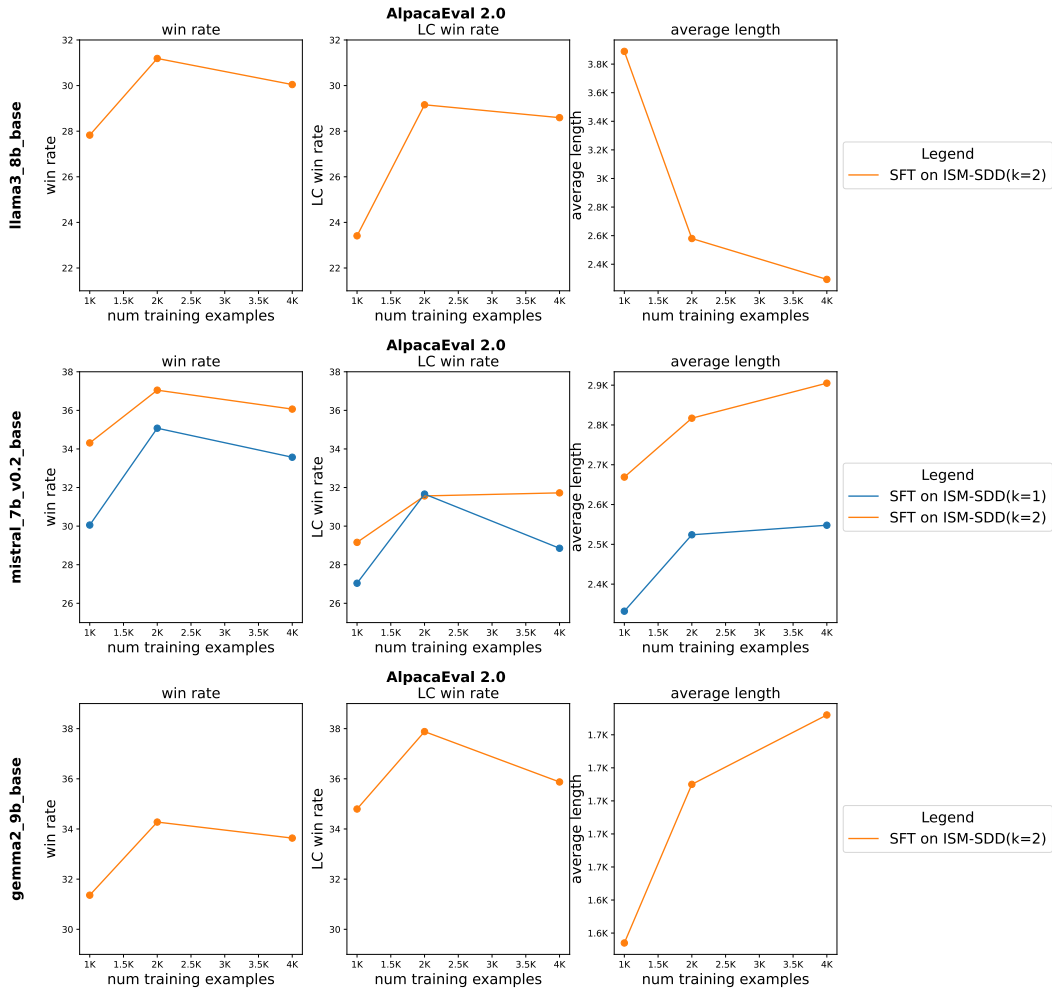 AlpacaEval 2.0
win rate
LC win rate
average length
llama3_8b_base
win rate
32
30
28
26
24
22
1K
1.5K
2K
2.5K
3K
3.5K
4K
num training examples
LC win rate
32
30
28
26
24
22
1K
1.5K
2K
2.5K
3K
3.5K
4K
num training examples
average length
3.8K
3.6K
3.4K
3.2K
3K
2.8K
2.6K
2.4K
1K
1.5K
2K
2.5K
3K
3.5K
4K
num training examples
Legend
SFT on ISM-SDD(k=2)
AlpacaEval 2.0
win rate
LC win rate
average length
mistral_7b_v0.2_base
win rate
38
36
34
32
30
28
26
1K
1.5K
2K
2.5K
3K
3.5K
4K
num training examples
LC win rate
38
36
34
32
30
28
26
1K
1.5K
2K
2.5K
3K
3.5K
4K
num training examples
average length
2.9K
2.8K
2.7K
2.6K
2.5K
2.4K
1K
1.5K
2K
2.5K
3K
3.5K
4K
num training examples
Legend
SFT on ISM-SDD(k=1)
SFT on ISM-SDD(k=2)
AlpacaEval 2.0
win rate
LC win rate
average length
gemma2_9b_base
win rate
38
36
34
32
30
1K
1.5K
2K
2.5K
3K
3.5K
4K
num training examples
LC win rate
38
36
34
32
30
1K
1.5K
2K
2.5K
3K
3.5K
4K
num training examples
average length
1.7K
1.7K
1.7K
1.7K
1.7K
1.6K
1.6K
1K
1.5K
2K
2.5K
3K
3.5K
4K
num training examples
Legend
SFT on ISM-SDD(k=2)